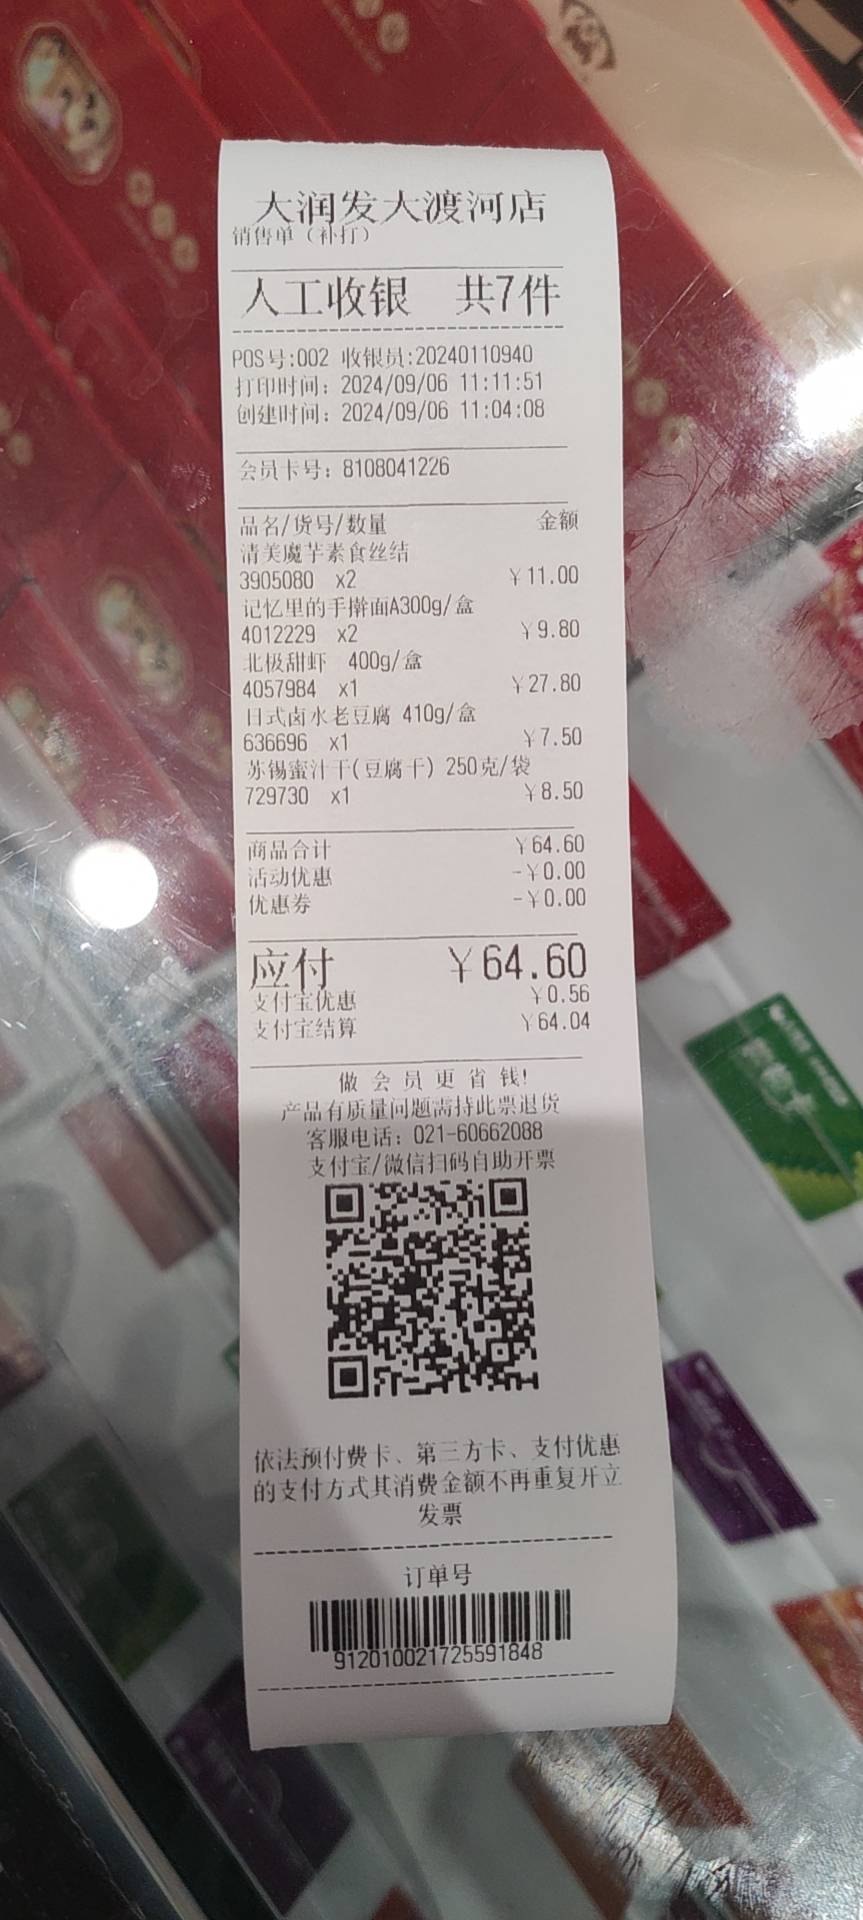 大润发大渡河店
销售单（补打）
人工收银 共7件
POS号:002 收银员:20240110940
打印时间：2024/09/06 11:11:51
创建时间：2024/09/06 11:04:08
会员卡号：8108041226
品名/货号/数量 金额
清美魔芋素食丝结
3905080 x2 ￥11.00
记忆里的手擀面A300g/盒
4012229 x2 ￥9.80
北极甜虾 400g/盒
4057984 x1 ￥27.80
日式卤水老豆腐 410g/盒
636696 x1 ￥7.50
苏锡蜜汁干(豆腐干) 250克/袋
729730 x1 ￥8.50
商品合计 ￥64.60
活动优惠 -￥0.00
优惠券 -￥0.00
应付 ￥64.60
支付宝优惠 ￥0.56
支付宝结算 ￥64.04
做会员更省钱!
产品有质量问题需持此票退货
客服电话：021-60662088
支付宝/微信扫码自助开票
依法预付费卡、第三方卡、支付优惠
的支付方式其消费金额不再重复开立
发票
订单号
912010021725591848